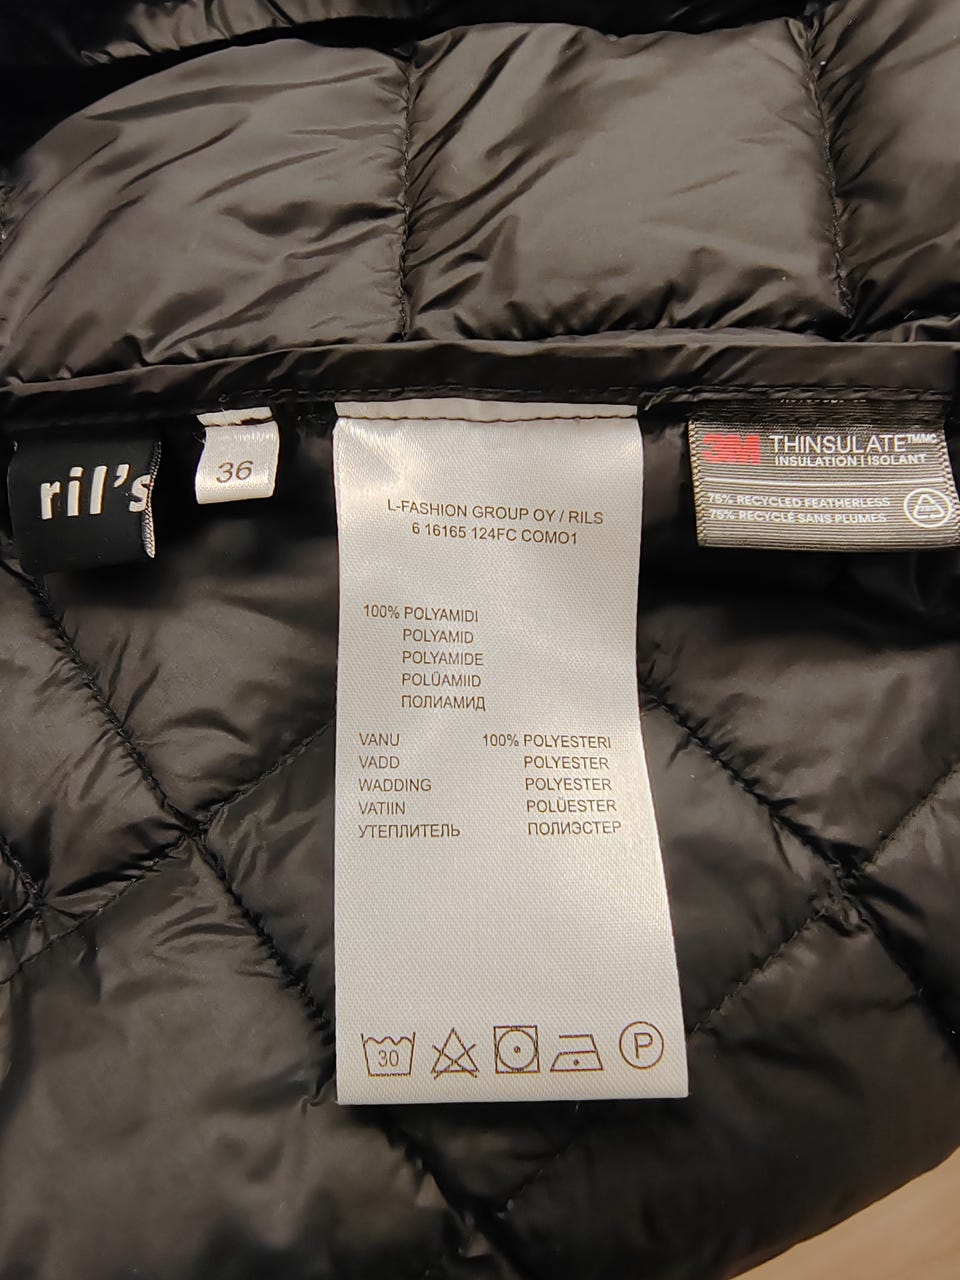 ril's
36
L-FASHION GROUP OY / RILS
6 16165 124FC COMO1
100% POLYAMIDI
POLYAMID
POLYAMIDE
POLÜAMIID
ПОЛИАМИД
VANU 100% POLYESTERI
VADD POLYESTER
WADDING POLYESTER
VATIIN POLÜESTER
УТЕПЛИТЕЛЬ ПОЛИЭСТЕР
30
P
3M THINSULATE™/MC
INSULATION | ISOLANT
75% RECYCLED FEATHERLESS
75% RECYCLÉ SANS PLUMES